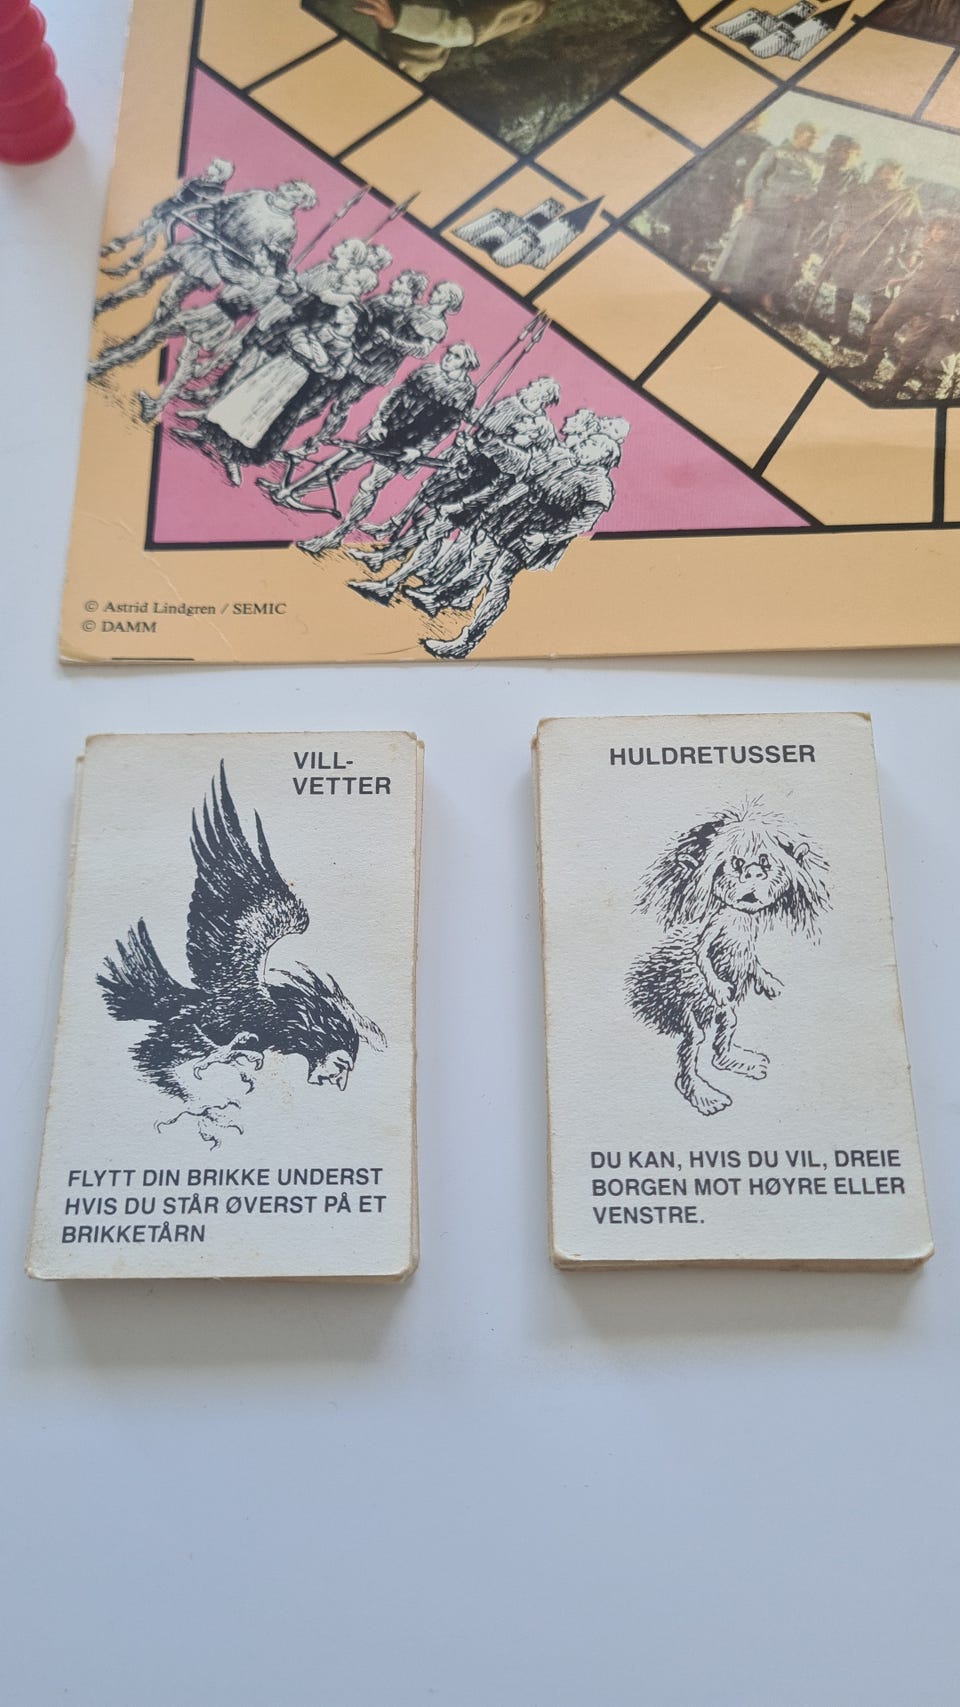 © Astrid Lindgren / SEMIC
© DAMM
VILL-
VETTER
FLYTT DIN BRIKKE UNDERST
HVIS DU STÅR ØVERST PÅ ET
BRIKKETÅRN
HULDRETUSSER
DU KAN, HVIS DU VIL, DREIE
BORGEN MOT HØYRE ELLER
VENSTRE.